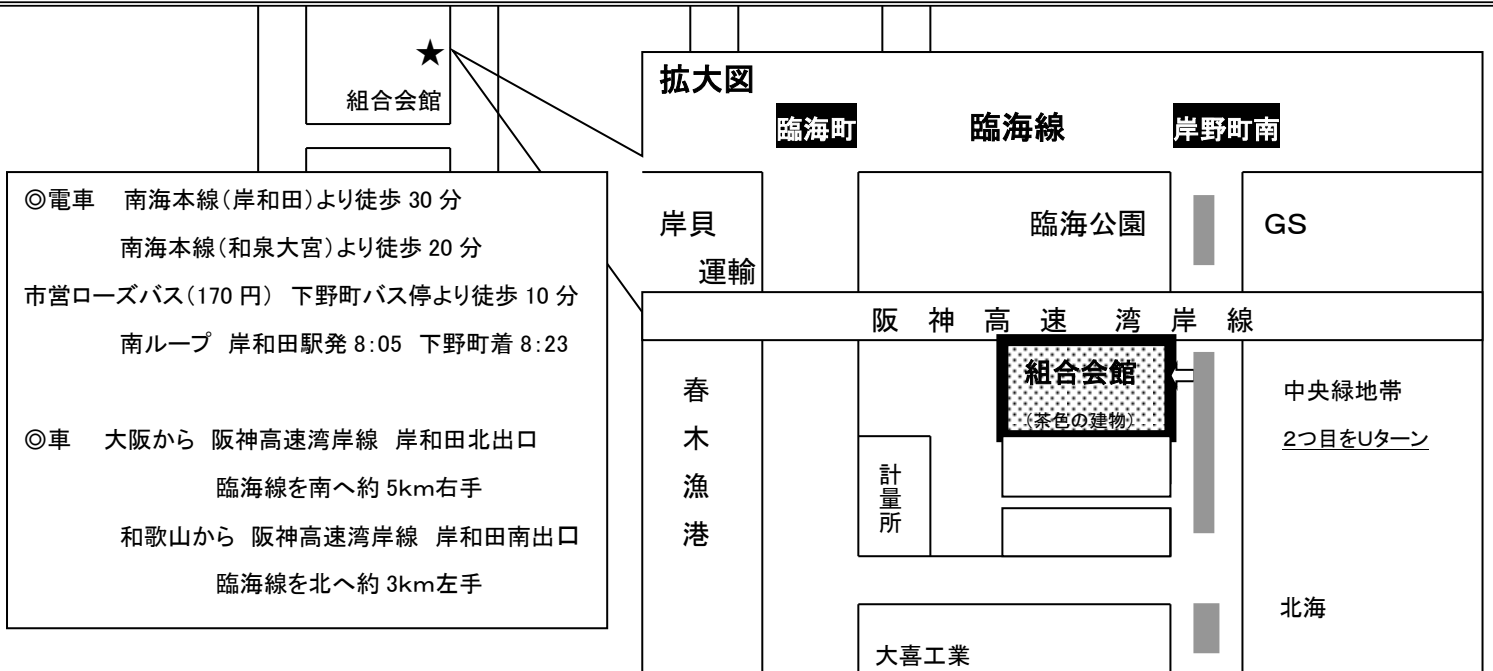 ★
組合会館
◎電車 南海本線(岸和田)より徒歩 30 分
南海本線(和泉大宮)より徒歩 20 分
市営ローズバス(170 円) 下野町バス停より徒歩 10 分
南ループ 岸和田駅発 8:05 下野町着 8:23
◎車 大阪から 阪神高速湾岸線 岸和田北出口
臨海線を南へ約 5km右手
和歌山から 阪神高速湾岸線 岸和田南出口
臨海線を北へ約 3km左手
拡大図
臨海町
臨海線
岸野町南
岸貝
運輸
臨海公園
GS
阪神高速湾岸線
組合会館
(茶色の建物)
春木漁港
計量所
中央緑地帯
2つ目をUターン
北海
大喜工業